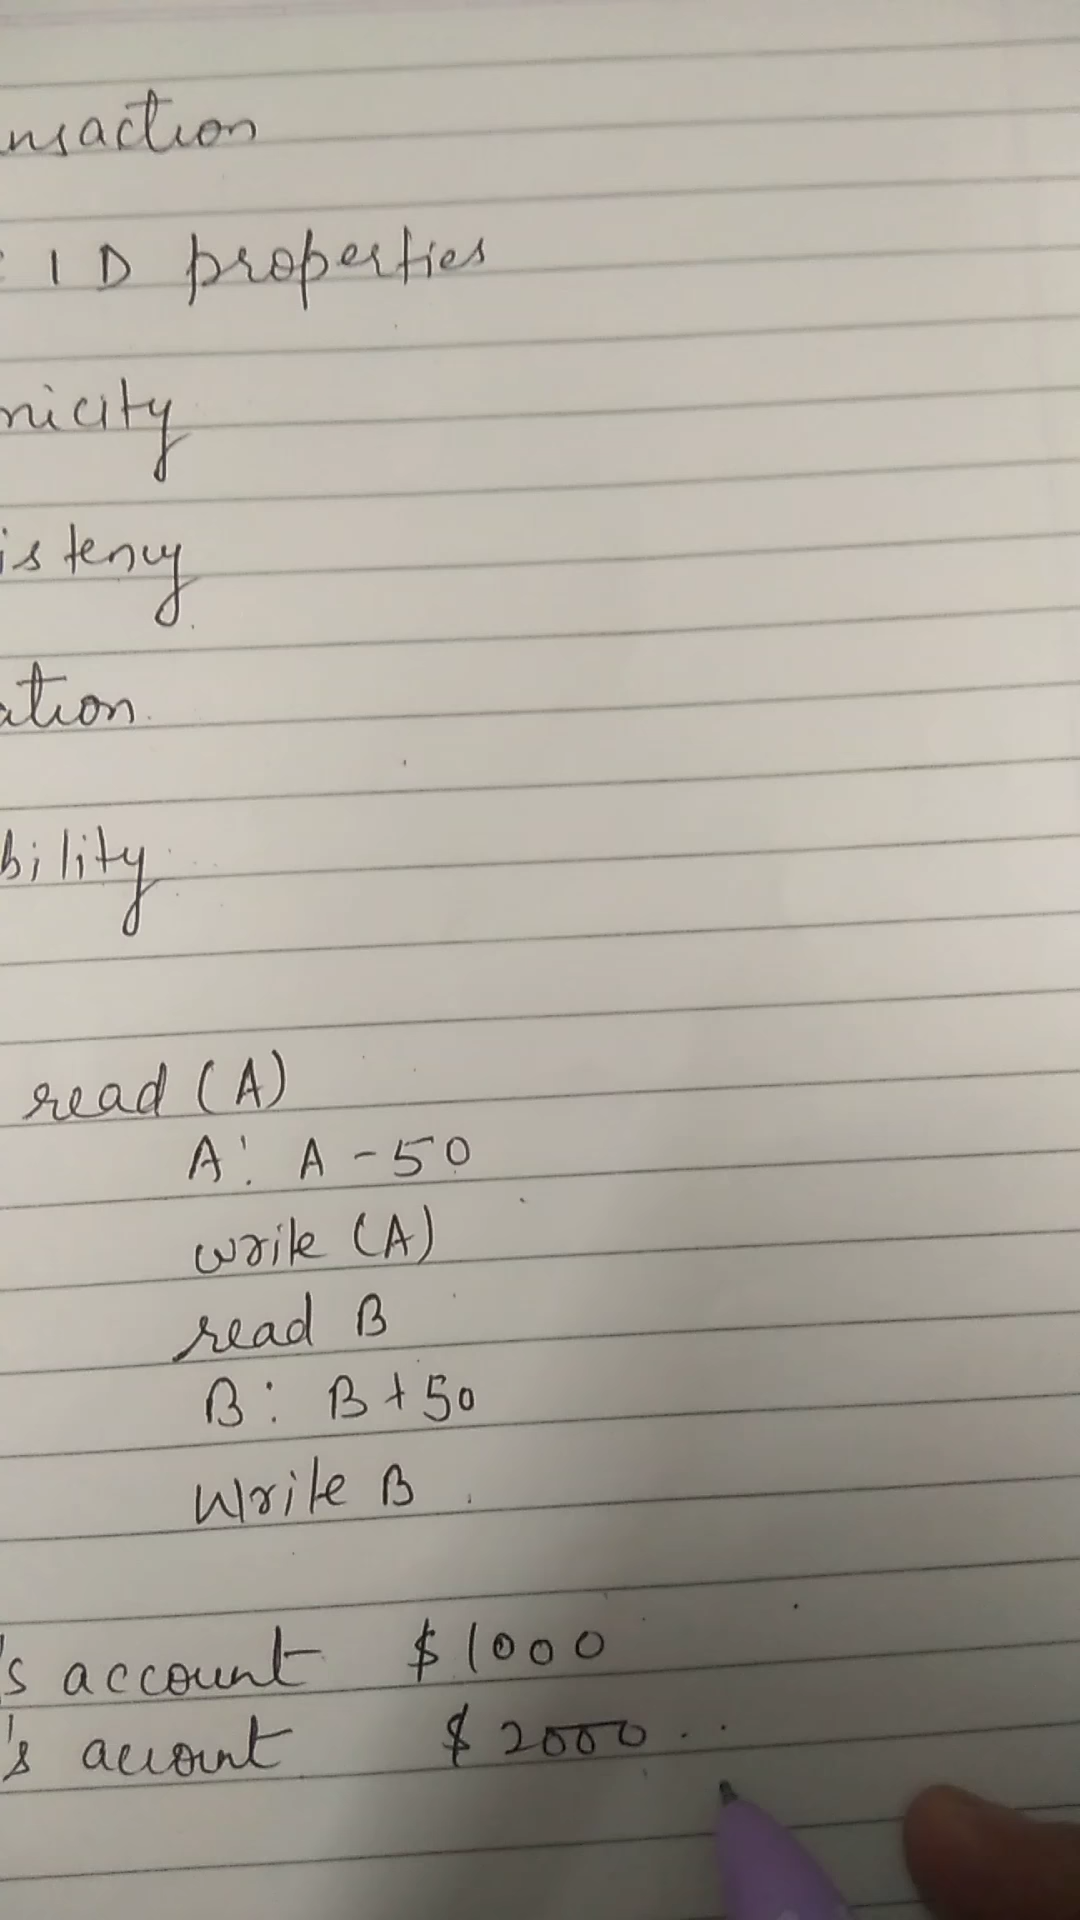 nsaction
I D properties
micity
istency
ation
bility
read (A)
A: A - 50
write (A)
read B
B: B + 50
Write B
's account $1000
's account $2000